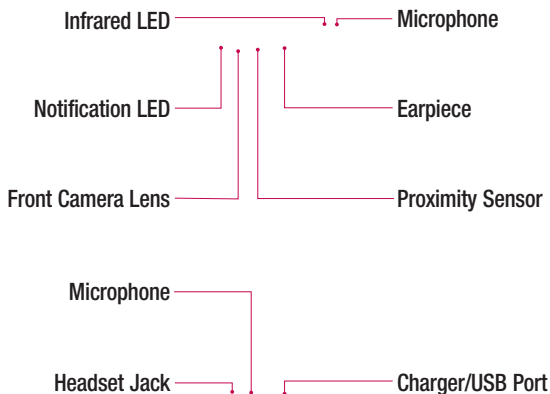 Infrared LED
Microphone
Notification LED
Earpiece
Front Camera Lens
Proximity Sensor
Microphone
Headset Jack
Charger/USB Port